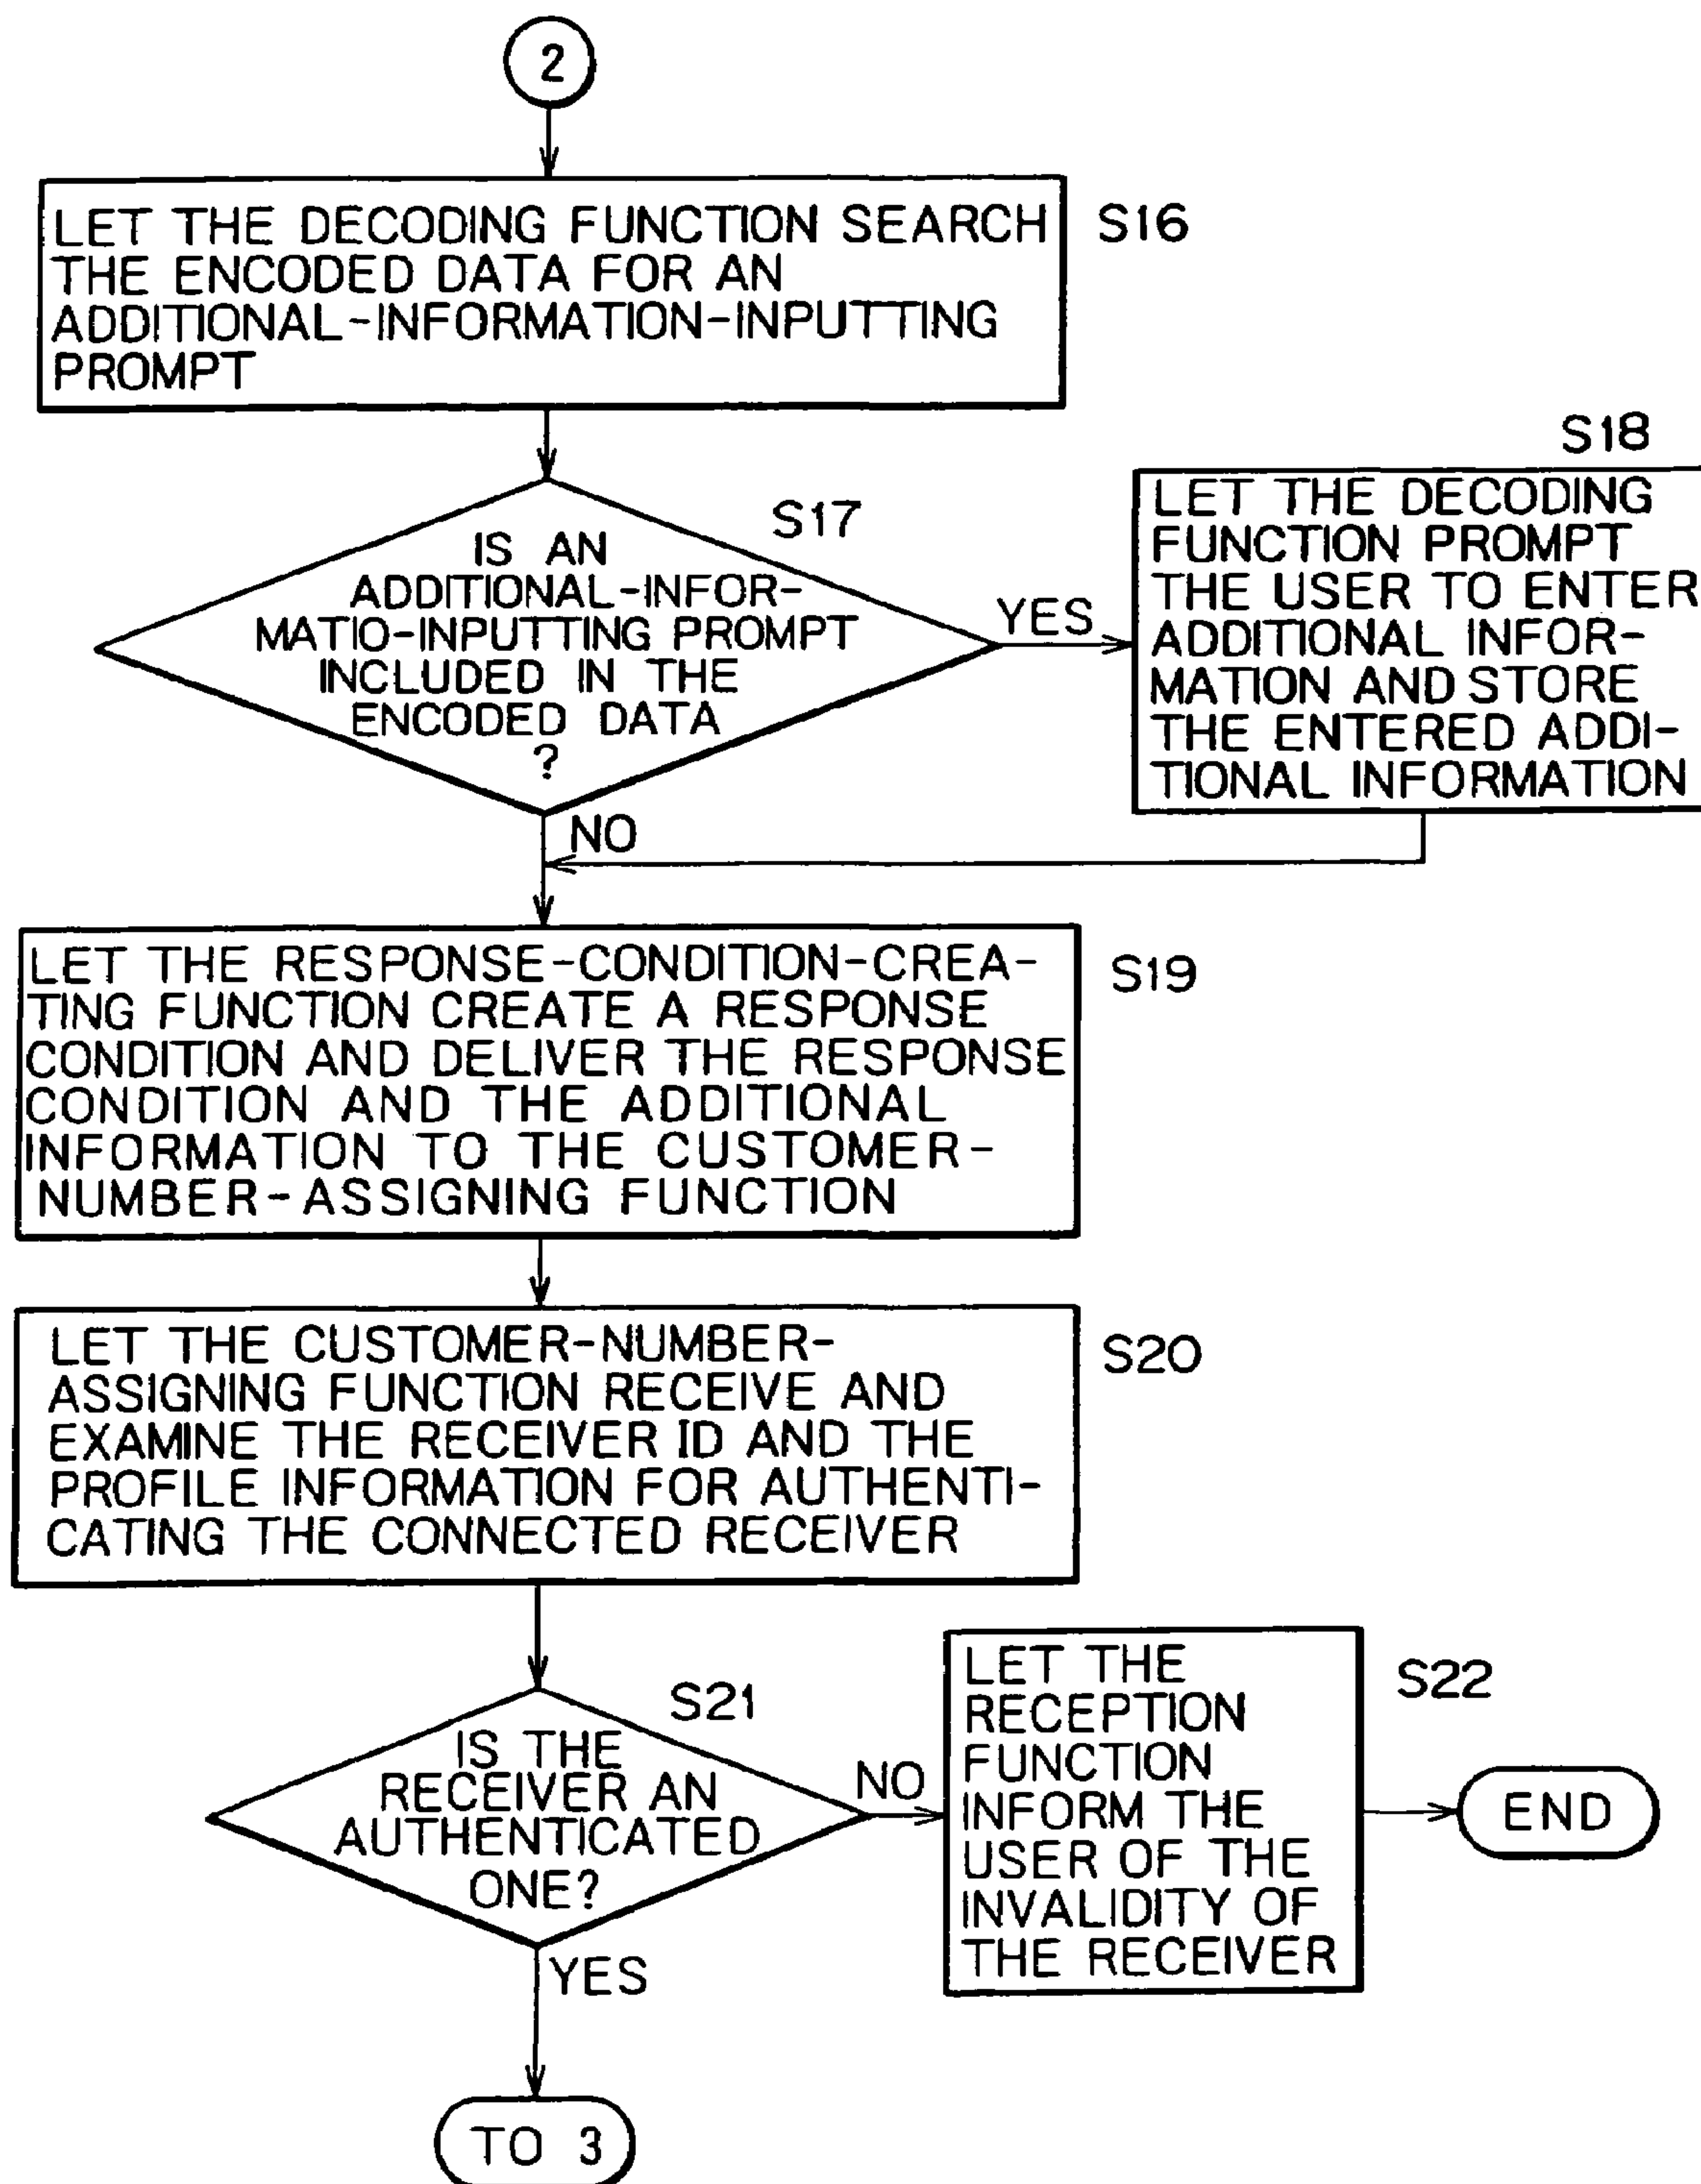 2
LET THE DECODING FUNCTION SEARCH
THE ENCODED DATA FOR AN
ADDITIONAL-INFORMATION-INPUTTING
PROMPT
S16
S17
IS AN
ADDITIONAL-INFOR-
MATIO-INPUTTING PROMPT
INCLUDED IN THE
ENCODED DATA
?
YES
NO
S18
LET THE DECODING
FUNCTION PROMPT
THE USER TO ENTER
ADDITIONAL INFOR-
MATION AND STORE
THE ENTERED ADDI-
TIONAL INFORMATION
LET THE RESPONSE-CONDITION-CREA-
TING FUNCTION CREATE A RESPONSE
CONDITION AND DELIVER THE RESPONSE
CONDITION AND THE ADDITIONAL
INFORMATION TO THE CUSTOMER-
NUMBER-ASSIGNING FUNCTION
S19
LET THE CUSTOMER-NUMBER-
ASSIGNING FUNCTION RECEIVE AND
EXAMINE THE RECEIVER ID AND THE
PROFILE INFORMATION FOR AUTHENTI-
CATING THE CONNECTED RECEIVER
S20
S21
IS THE
RECEIVER AN
AUTHENTICATED
ONE?
NO
YES
LET THE
RECEPTION
FUNCTION
INFORM THE
USER OF THE
INVALIDITY OF
THE RECEIVER
S22
END
TO 3